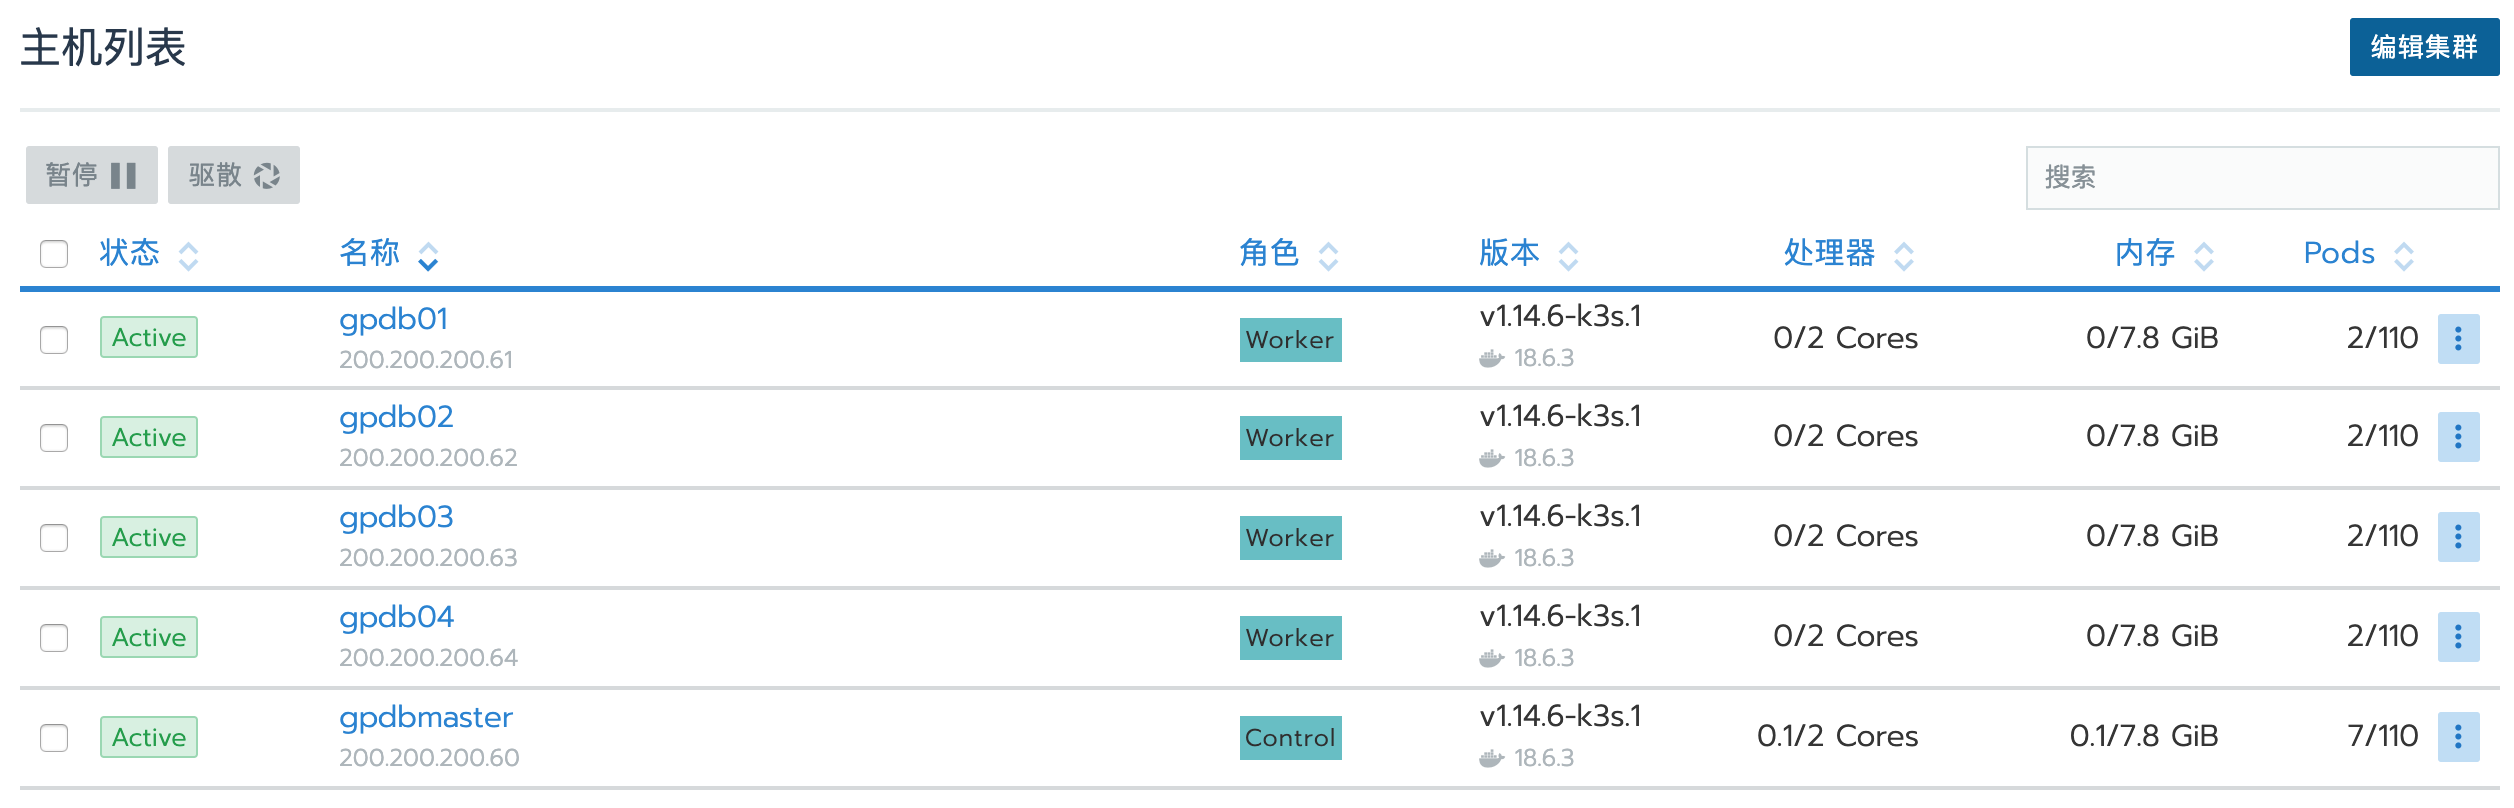 主机列表
编辑集群
暂停 驱散
搜索
状态 名称 角色 版本 处理器 内存 Pods
Active gpdb01 Worker v1.14.6-k3s.1 0/2 Cores 0/7.8 GiB 2/110
200.200.200.61 18.6.3
Active gpdb02 Worker v1.14.6-k3s.1 0/2 Cores 0/7.8 GiB 2/110
200.200.200.62 18.6.3
Active gpdb03 Worker v1.14.6-k3s.1 0/2 Cores 0/7.8 GiB 2/110
200.200.200.63 18.6.3
Active gpdb04 Worker v1.14.6-k3s.1 0/2 Cores 0/7.8 GiB 2/110
200.200.200.64 18.6.3
Active gpdbmaster Control v1.14.6-k3s.1 0.1/2 Cores 0.1/7.8 GiB 7/110
200.200.200.60 18.6.3